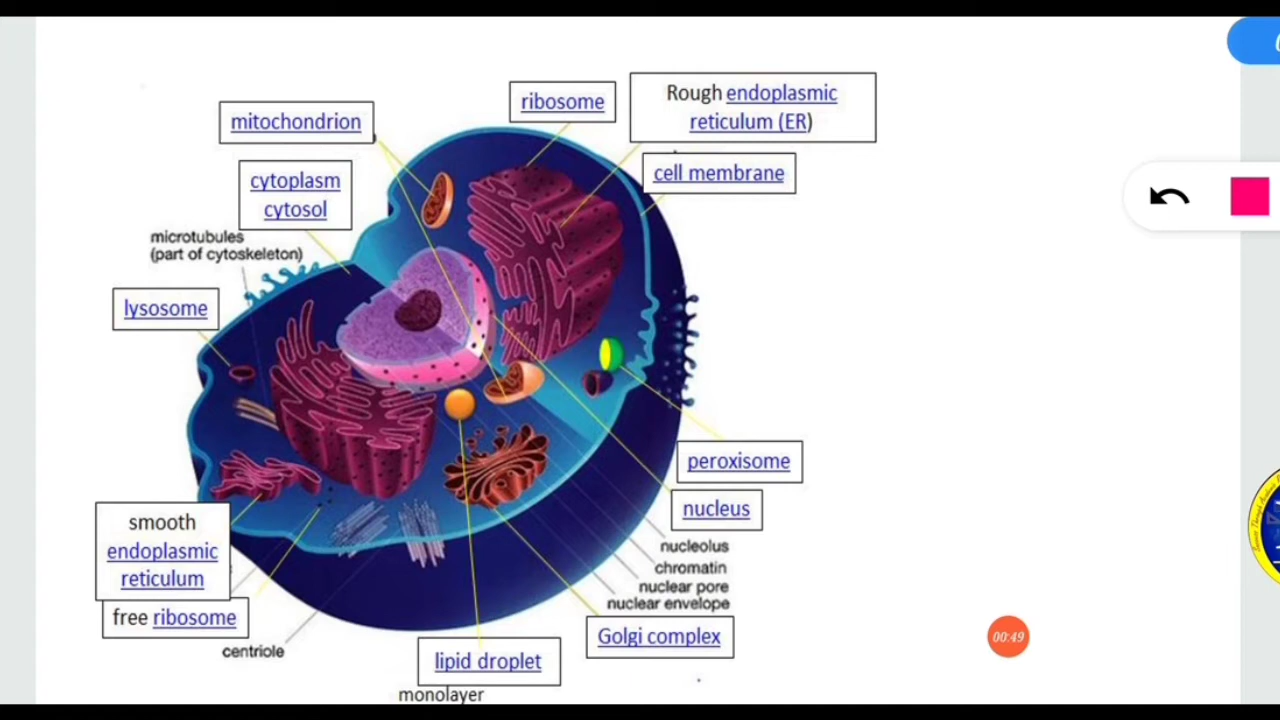 ribosome
Rough endoplasmic
reticulum (ER)
mitochondrion
cell membrane
cytoplasm
cytosol
microtubules
(part of cytoskeleton)
lysosome
peroxisome
nucleus
smooth
endoplasmic
reticulum
nucleolus
chromatin
nuclear pore
nuclear envelope
free ribosome
Golgi complex
00:49
centriole
lipid droplet
monolayer